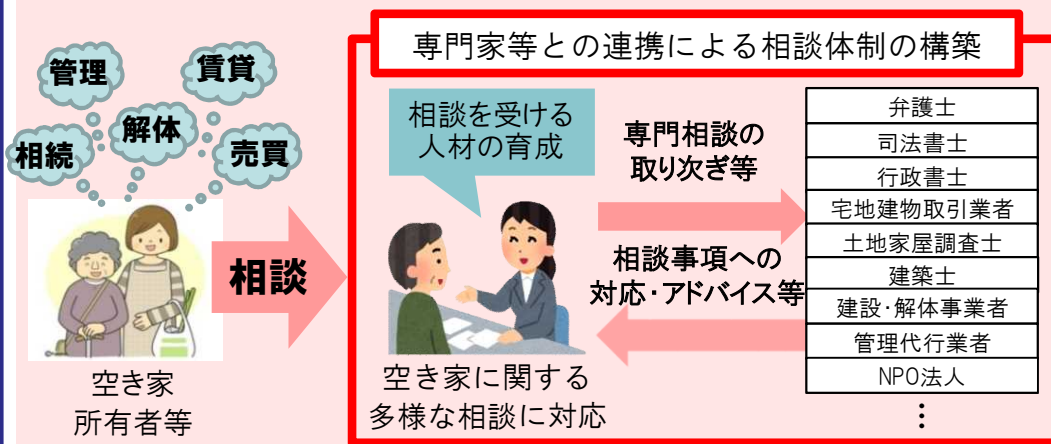 専門家等との連携による相談体制の構築
管理
賃貸
解体
相続
売買
相談
空き家
所有者等
相談を受ける
人材の育成
空き家に関する
多様な相談に対応
専門相談の
取り次ぎ等
相談事項への
対応・アドバイス等
弁護士
司法書士
行政書士
宅地建物取引業者
土地家屋調査士
建築士
建設・解体事業者
管理代行業者
NPO法人
⋮